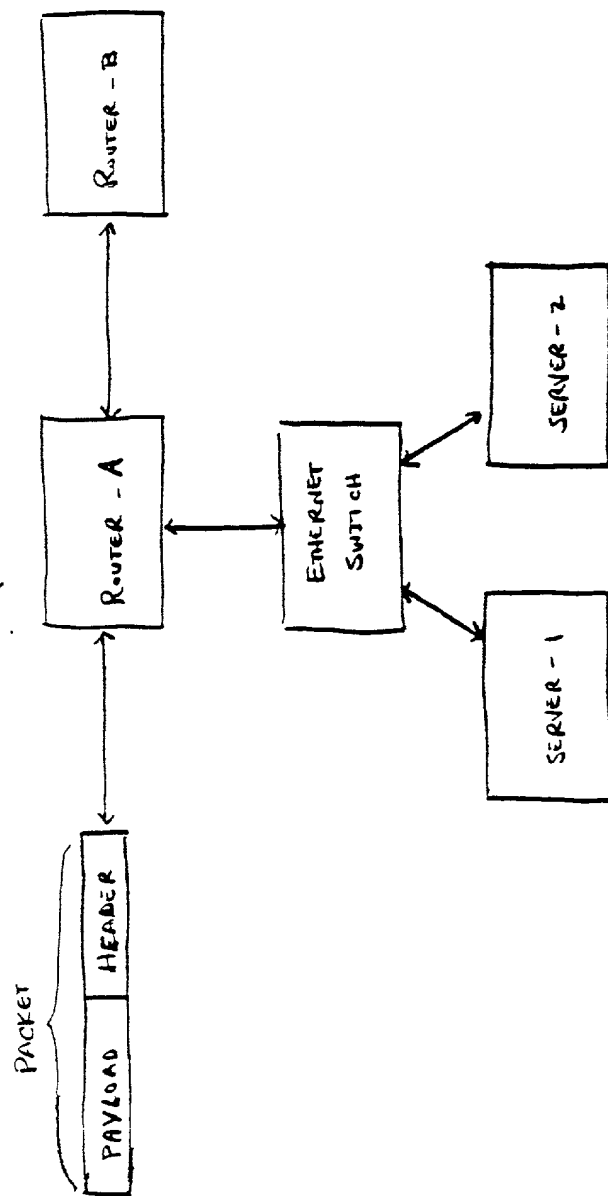 PACKET
PAYLOAD
HEADER
ROUTER - A
ROUTER - B
ETHERNET
SWITCH
SERVER - 1
SERVER - 2